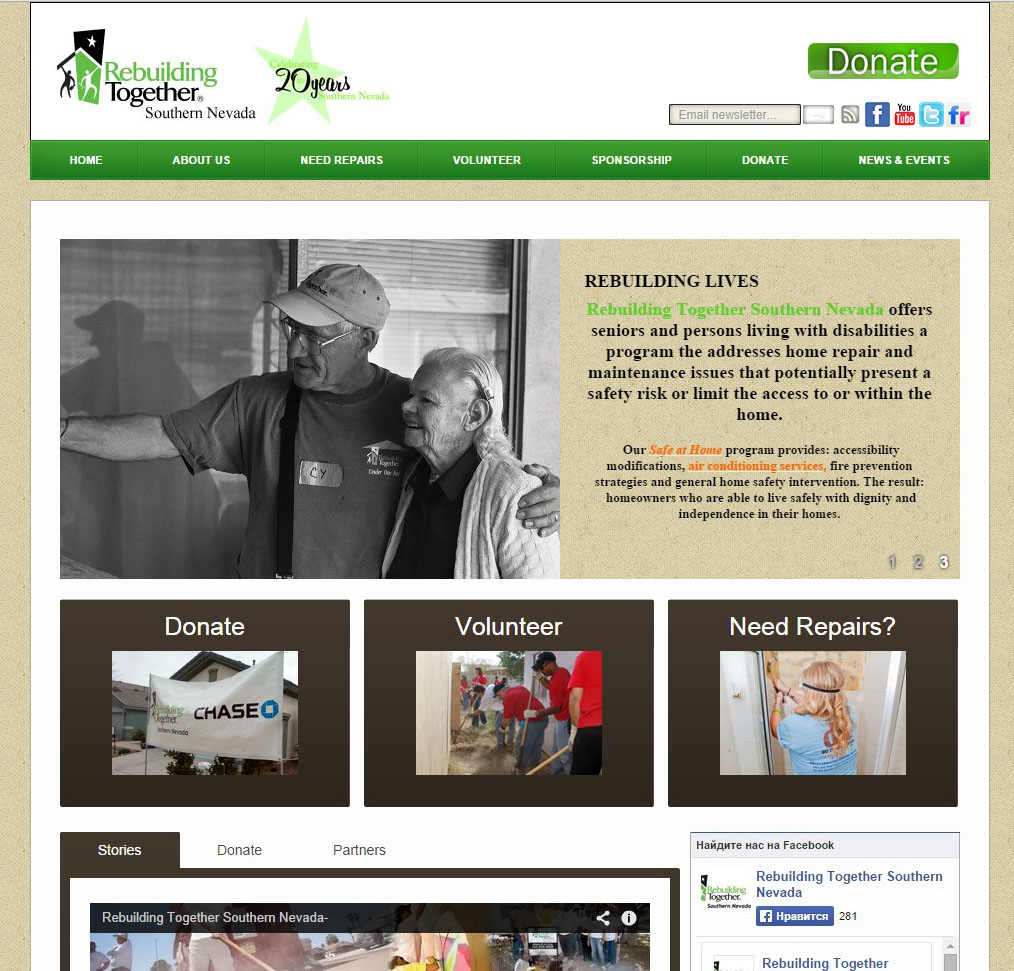 Rebuilding
Together®
Southern Nevada
Celebrating
20years
Southern Nevada
Donate
Email newsletter...
You
Tube
HOME
ABOUT US
NEED REPAIRS
VOLUNTEER
SPONSORSHIP
DONATE
NEWS & EVENTS
REBUILDING LIVES
Rebuilding Together Southern Nevada offers
seniors and persons living with disabilities a
program the addresses home repair and
maintenance issues that potentially present a
safety risk or limit the access to or within the
home.
Our Safe at Home program provides: accessibility
modifications, air conditioning services, fire prevention
strategies and general home safety intervention. The result:
homeowners who are able to live safely with dignity and
independence in their homes.
CY
1 2 3
Donate
Volunteer
Need Repairs?
Rebuilding
Together.
Southern Nevada
CHASE
Stories
Donate
Partners
Rebuilding Together Southern Nevada-
Найдите нас на Facebook
Rebuilding
Together.
Southern Nevada
Rebuilding Together Southern
Nevada
Нравится 281
Rebuilding Together